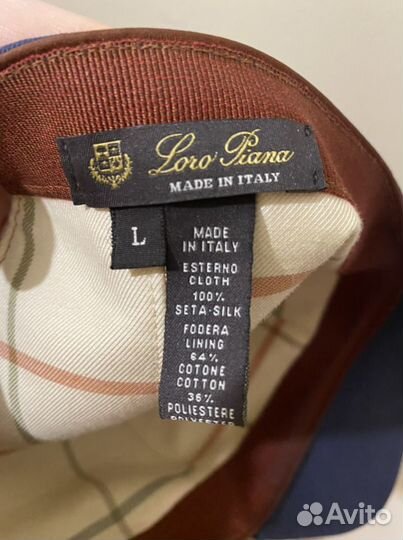 Loro Piana
MADE IN ITALY
L
MADE
IN ITALY
ESTERNO
CLOTH
100%
SETA-SILK
FODERA
LINING
64%
COTONE
COTTON
36%
POLIESTERE
POLYESTER
Avito